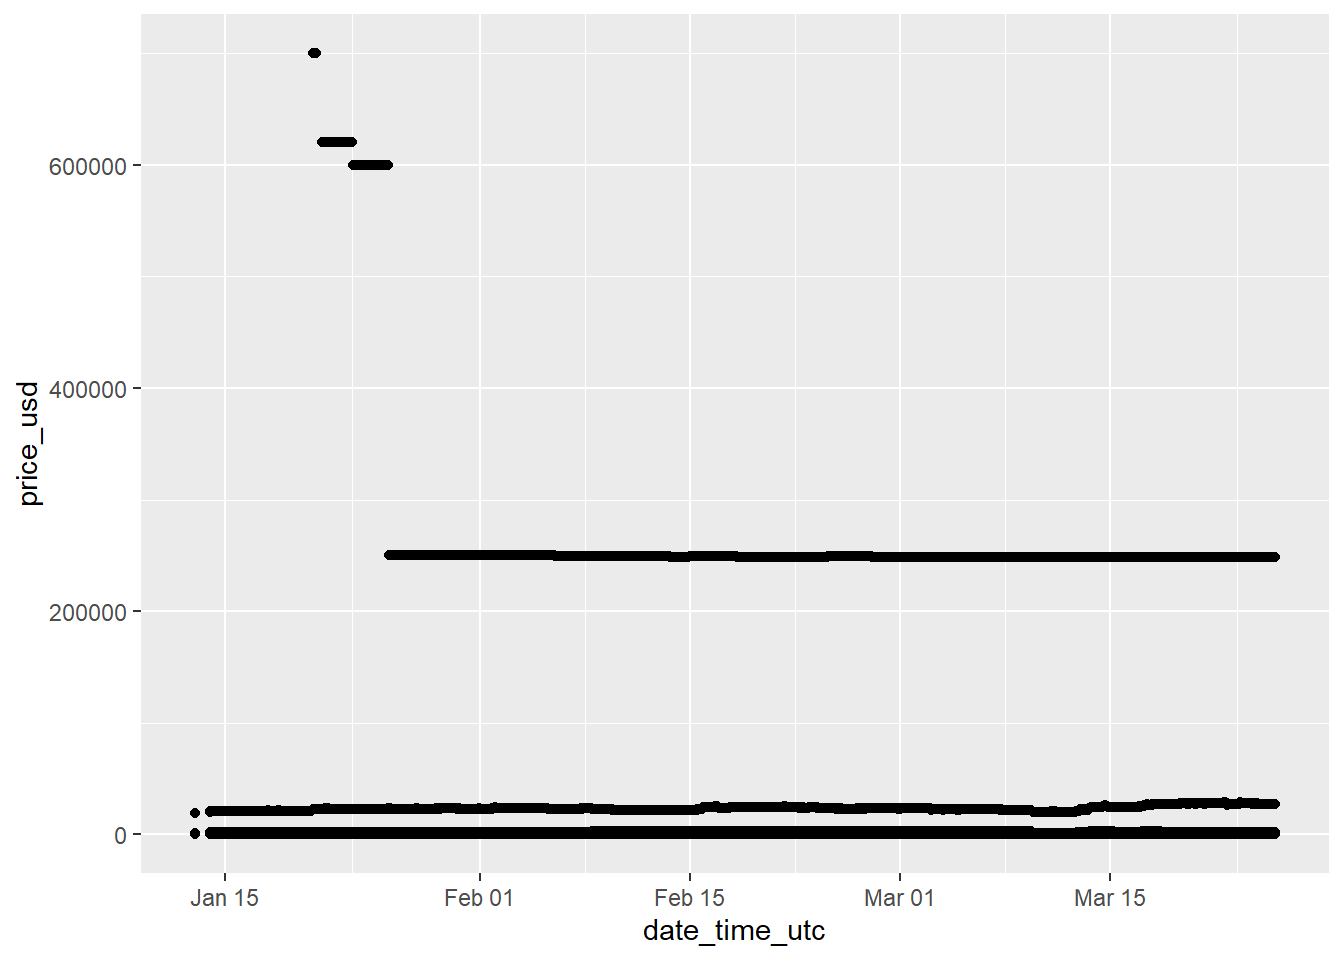 price_usd
600000
400000
200000
0
Jan 15
Feb 01
Feb 15
Mar 01
Mar 15
date_time_utc